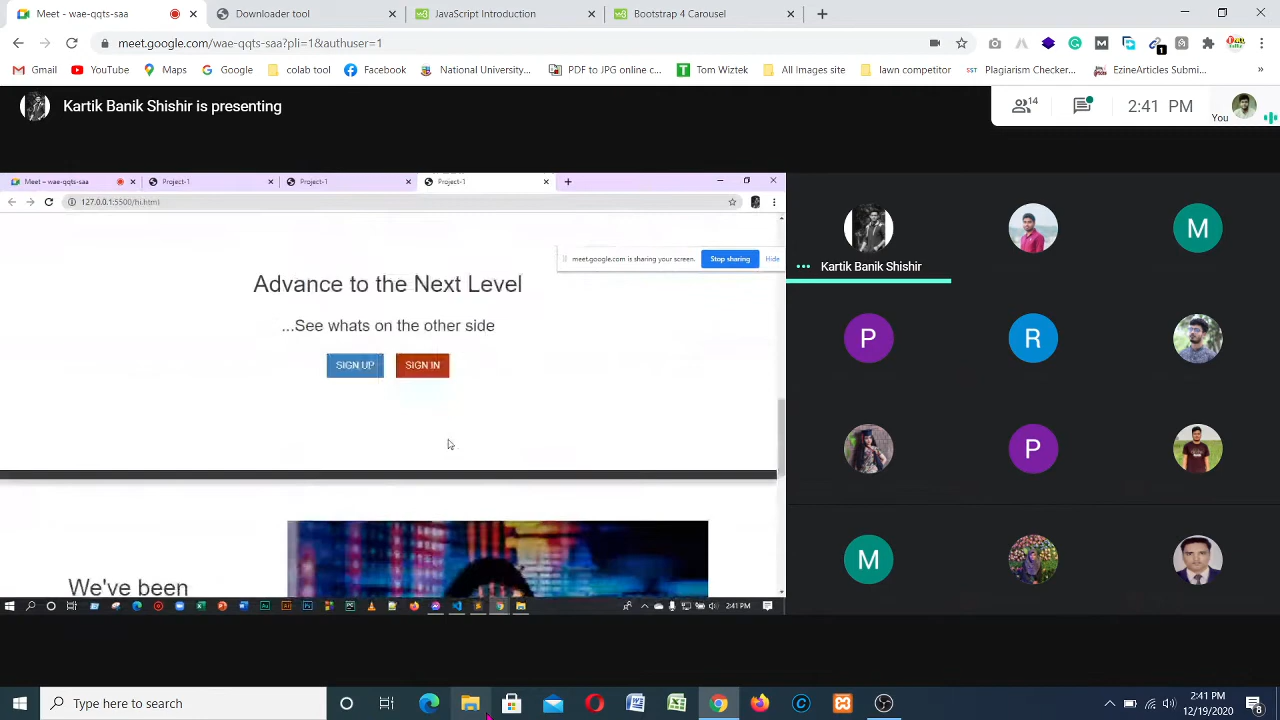 Meet – wae-qqts-saa
Downloader tool
JavaScript Introduction
Bootstrap 4 Carousel
meet.google.com/wae-qqts-saa?pli=1&authuser=1
1
Gmail
YouTube
Maps
Google
colab tool
Facebook
National University...
PDF to JPG online c...
Tom Wiztek
All Images site
lawn competitor
Plagiarism Checker...
EzineArticles Submi...
»
Kartik Banik Shishir is presenting
14
2:41 PM
You
Meet – wae-qqts-saa
Project-1
Project-1
Project-1
127.0.0.1:5500/hi.html
meet.google.com is sharing your screen.
Stop sharing
Hide
Advance to the Next Level
...See whats on the other side
SIGN UP
SIGN IN
We've been
2:41 PM
Kartik Banik Shishir
M
P
R
P
M
Type here to search
2:41 PM
12/19/2020
8